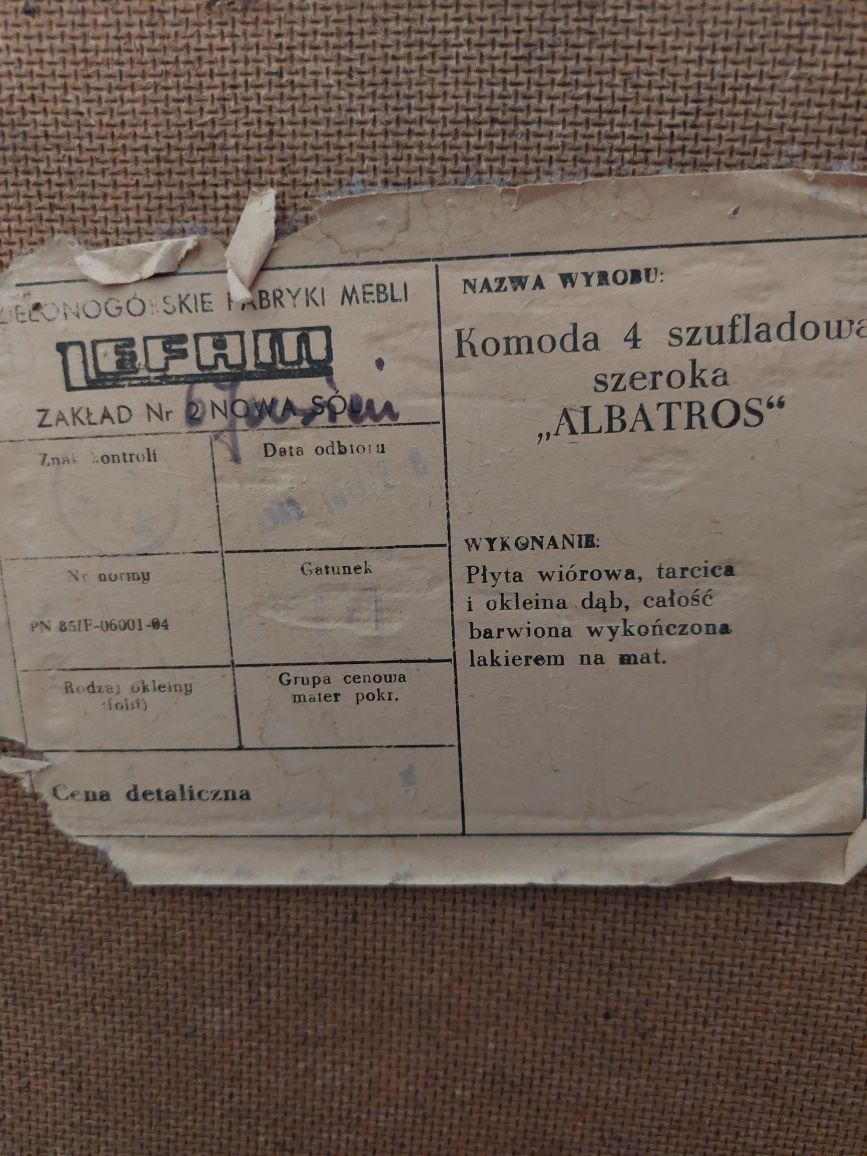 ZIELONOGÓRSKIE FABRYKI MEBLI
ZEFAM
ZAKŁAD Nr 2 NOWA SÓL
Znak kontroli
Data odbioru
Nr normy
PN 85/F-06001-04
Gatunek
Rodzaj okleiny
(folii)
Grupa cenowa
mater pokr.
Cena detaliczna
NAZWA WYROBU:
Komoda 4 szufladowa
szeroka
„ALBATROS“
WYKONANIE:
Płyta wiórowa, tarcica
i okleina dąb, całość
barwiona wykończona
lakierem na mat.